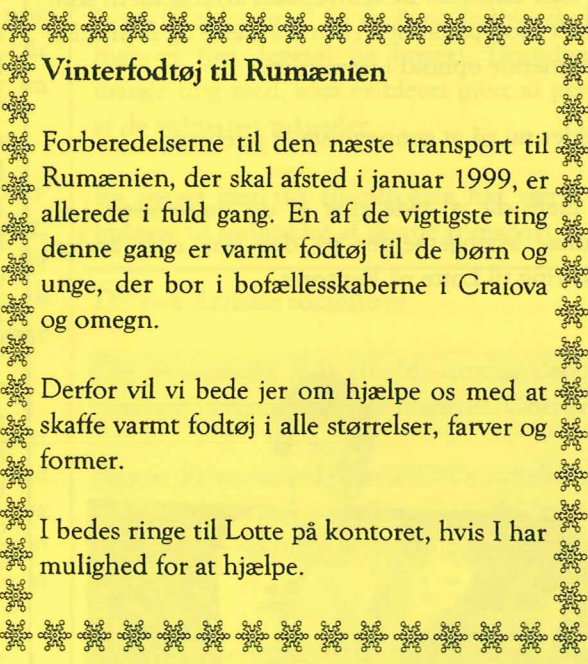 Vinterfodtøj til Rumænien
Forberedelserne til den næste transport til
Rumænien, der skal afsted i januar 1999, er
allerede i fuld gang. En af de vigtigste ting
denne gang er varmt fodtøj til de børn og
unge, der bor i bofællesskaberne i Craiova
og omegn.
Derfor vil vi bede jer om hjælpe os med at
skaffe varmt fodtøj i alle størrelser, farver og
former.
I bedes ringe til Lotte på kontoret, hvis I har
mulighed for at hjælpe.